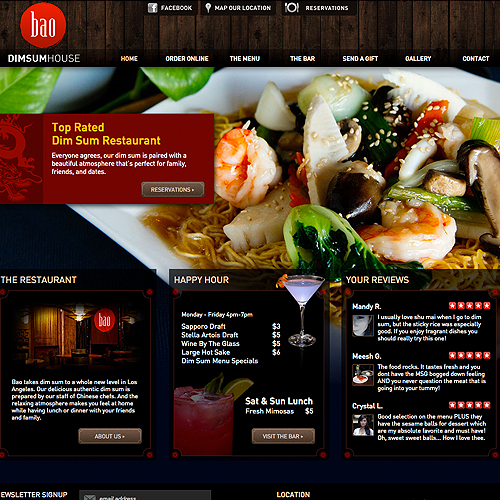 bao
DIMSUMHOUSE
FACEBOOK
MAP OUR LOCATION
RESERVATIONS
HOME
ORDER ONLINE
THE MENU
THE BAR
SEND A GIFT
GALLERY
CONTACT
Top Rated
Dim Sum Restaurant
Everyone agrees, our dim sum is paired with a
beautiful atmosphere that's perfect for family,
friends, and dates.
RESERVATIONS
THE RESTAURANT
bao
Bao takes dim sum to a whole new level in Los
Angeles. Our delicious authentic dim sum is
prepared by our staff of Chinese chefs. And the
relaxing atmosphere makes you feel at home
while having lunch or dinner with your friends
and family.
ABOUT US
HAPPY HOUR
Monday - Friday 4pm-7pm
Sapporo Draft $3
Stella Artois Draft $5
Wine By The Glass $5
Large Hot Sake $6
Dim Sum Menu Specials
Sat & Sun Lunch
Fresh Mimosas $5
VISIT THE BAR
YOUR REVIEWS
Mandy R.
I usually love shu mai when I go to dim
sum, but the sticky rice was especially
good. If you enjoy fragrant dishes you
should really try this one!
Meesh G.
The food rocks. It tastes fresh and you
dont have the MSG bogged down feeling
AND you never question the meat that is
going into your tummy!
Crystal L.
Good selection on the menu PLUS they
have the sesame balls for dessert which
are my absolute favorite and must have!
Oh, sweet sweet balls... How I love thee.
EWSLETTER SIGNUP
email address
LOCATION